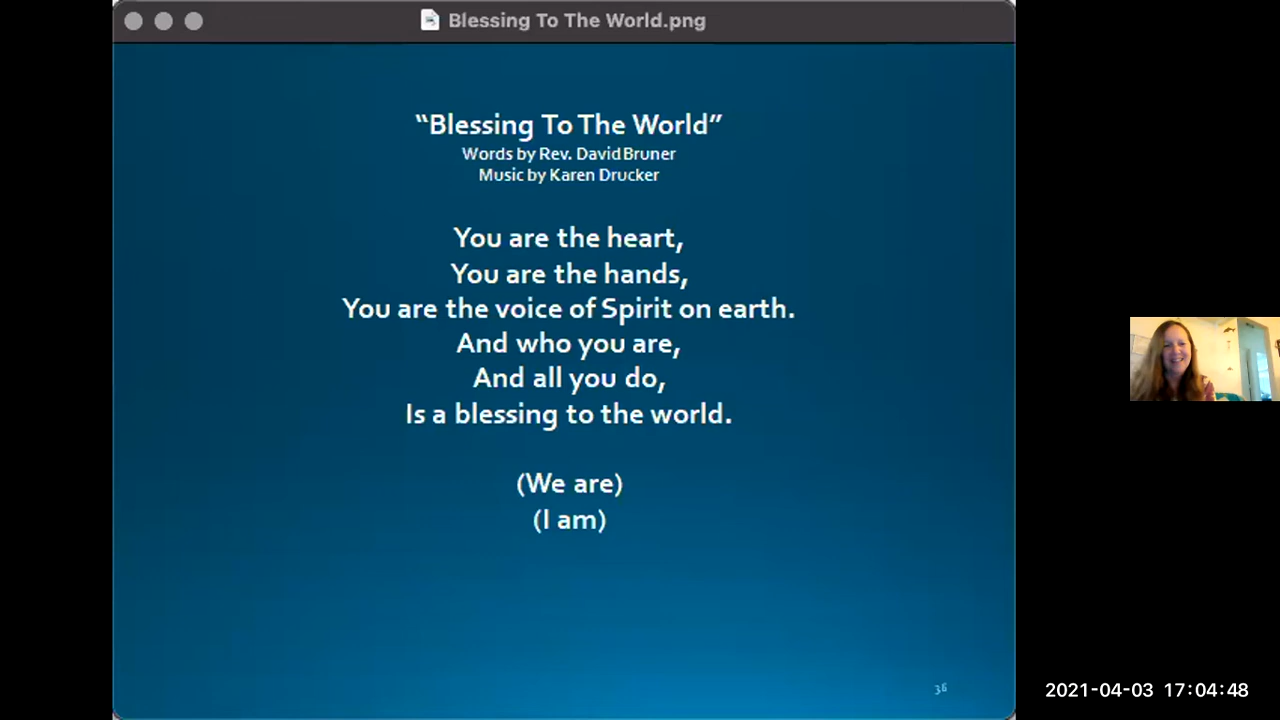 Blessing To The World.png
“Blessing To The World”
Words by Rev. David Bruner
Music by Karen Drucker
You are the heart,
You are the hands,
You are the voice of Spirit on earth.
And who you are,
And all you do,
Is a blessing to the world.
(We are)
(I am)
36
2021-04-03 17:04:48